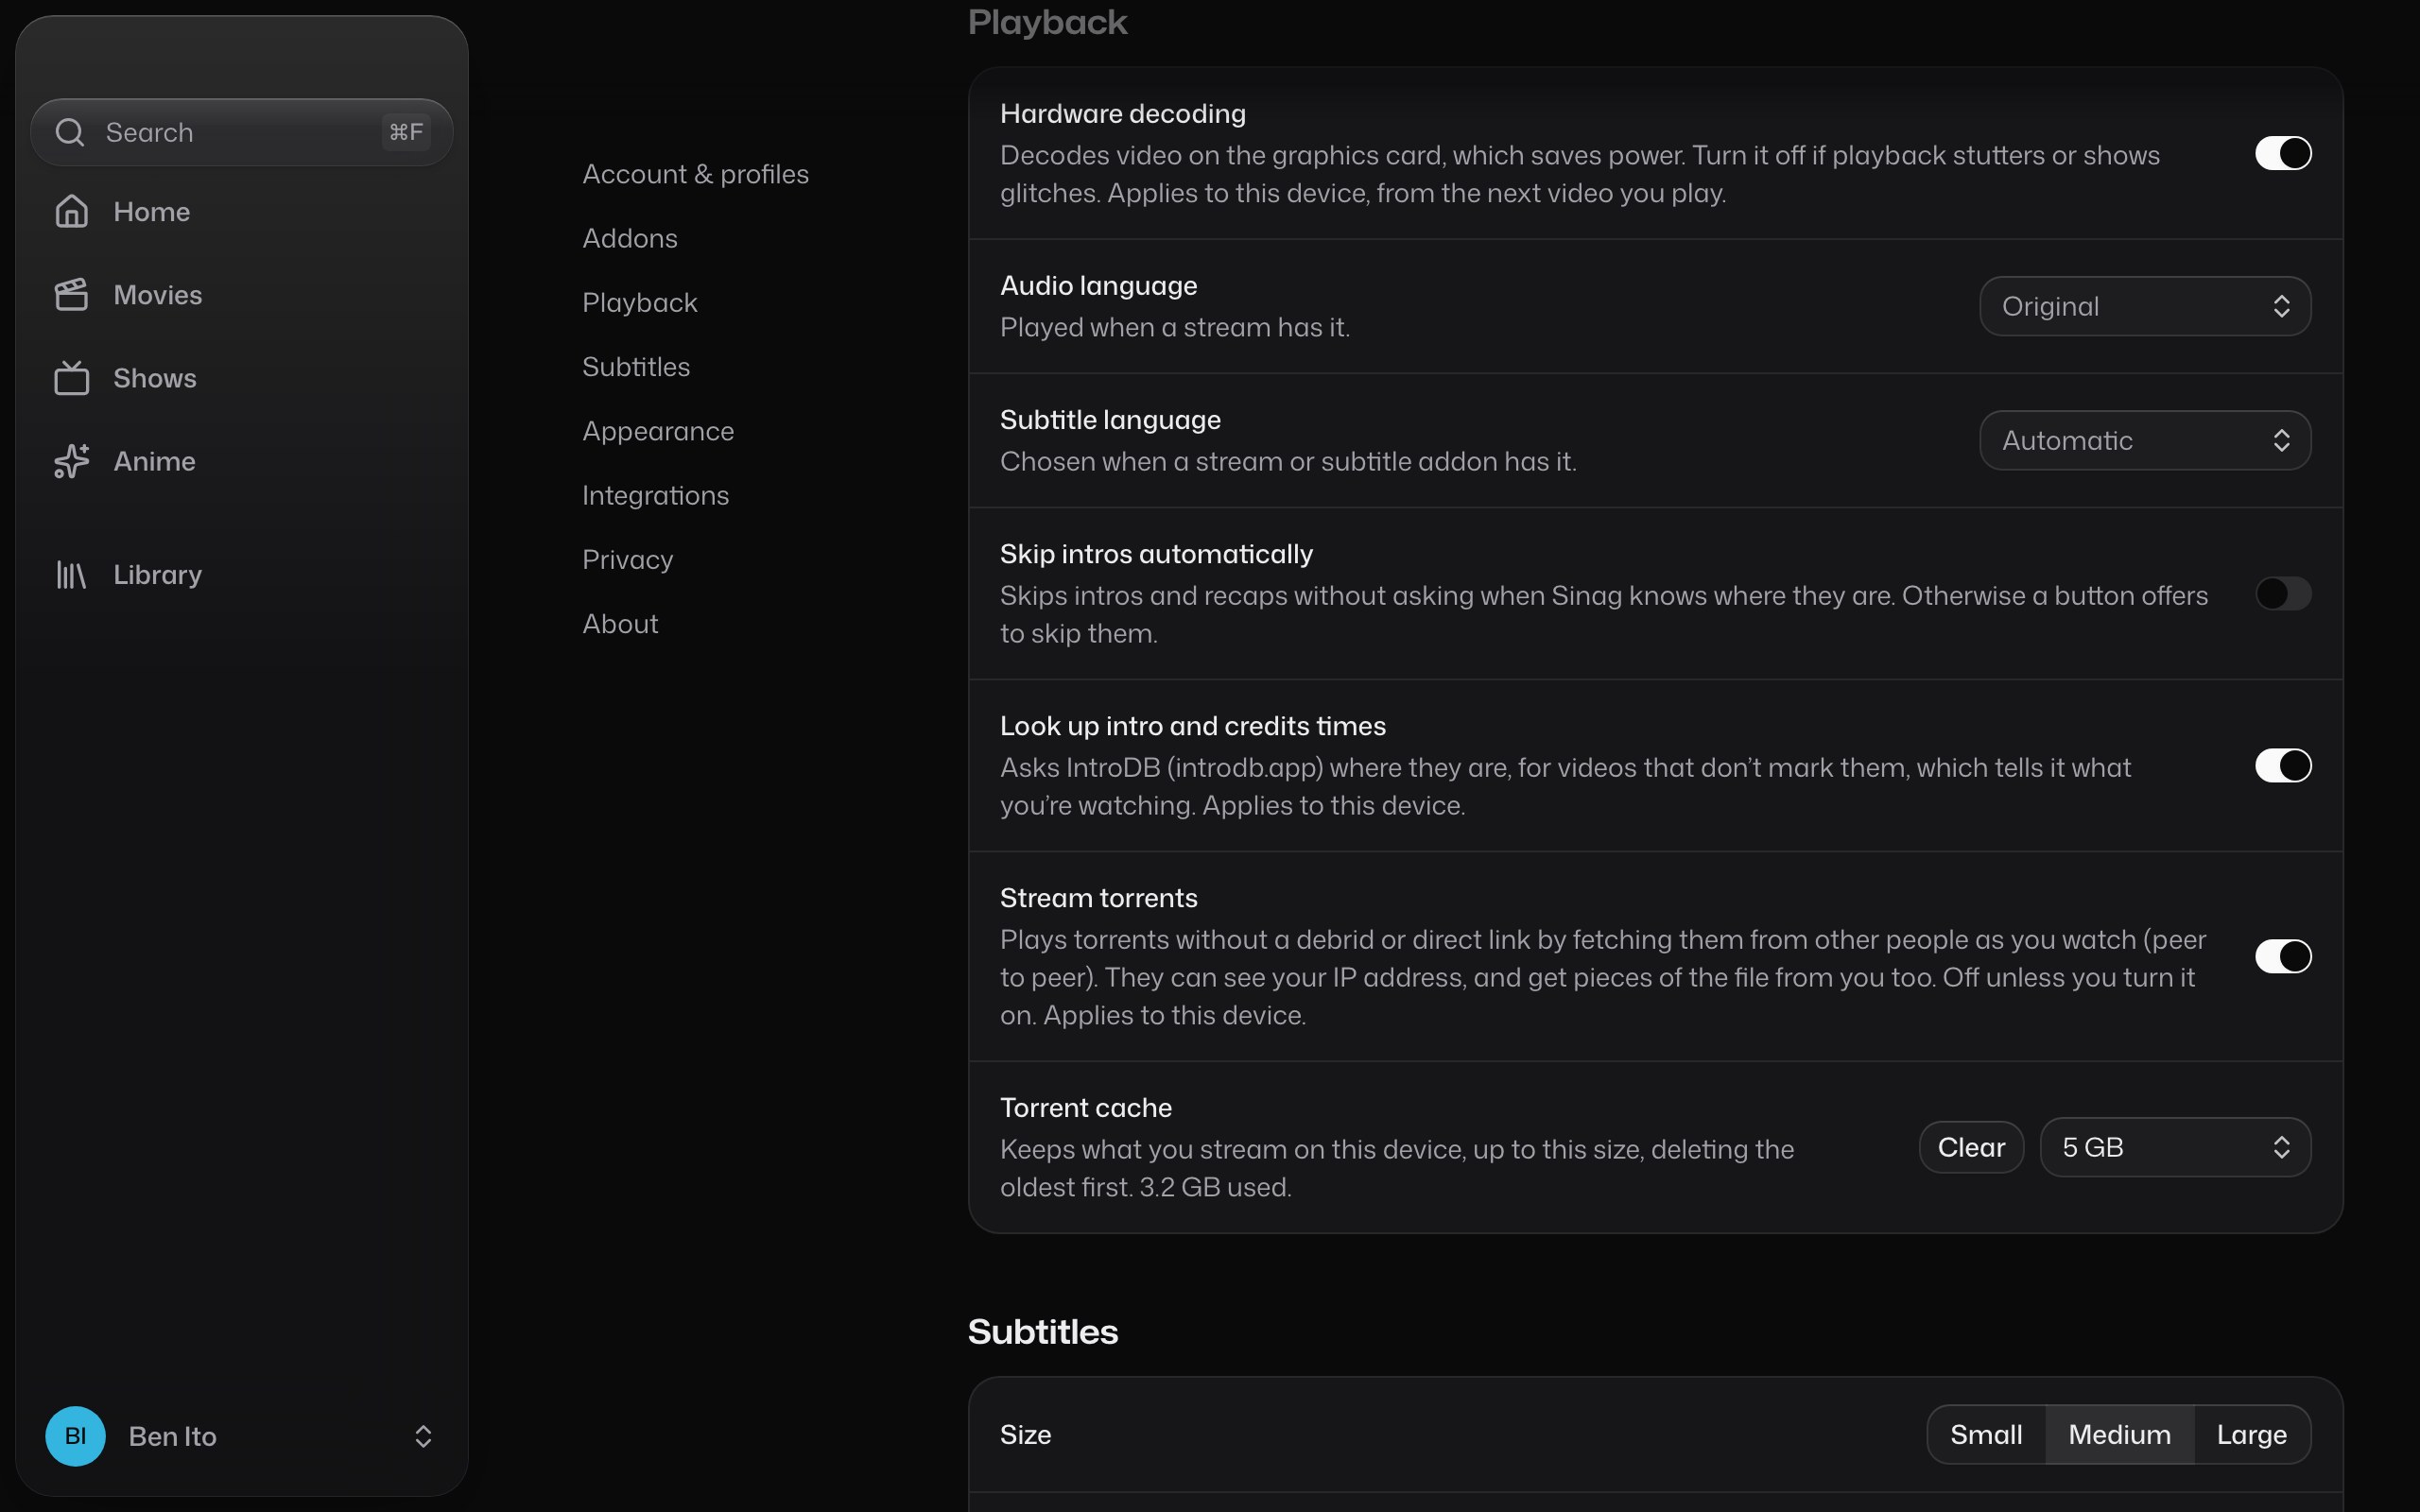 Search
⌘F
Home
Movies
Shows
Anime
Library
BI
Ben Ito
Account & profiles
Addons
Playback
Subtitles
Appearance
Integrations
Privacy
About
Playback
Hardware decoding
Decodes video on the graphics card, which saves power. Turn it off if playback stutters or shows
glitches. Applies to this device, from the next video you play.
Audio language
Played when a stream has it.
Original
Subtitle language
Chosen when a stream or subtitle addon has it.
Automatic
Skip intros automatically
Skips intros and recaps without asking when Sinag knows where they are. Otherwise a button offers
to skip them.
Look up intro and credits times
Asks IntroDB (introdb.app) where they are, for videos that don’t mark them, which tells it what
you’re watching. Applies to this device.
Stream torrents
Plays torrents without a debrid or direct link by fetching them from other people as you watch (peer
to peer). They can see your IP address, and get pieces of the file from you too. Off unless you turn it
on. Applies to this device.
Torrent cache
Keeps what you stream on this device, up to this size, deleting the
oldest first. 3.2 GB used.
Clear
5 GB
Subtitles
Size
Small
Medium
Large